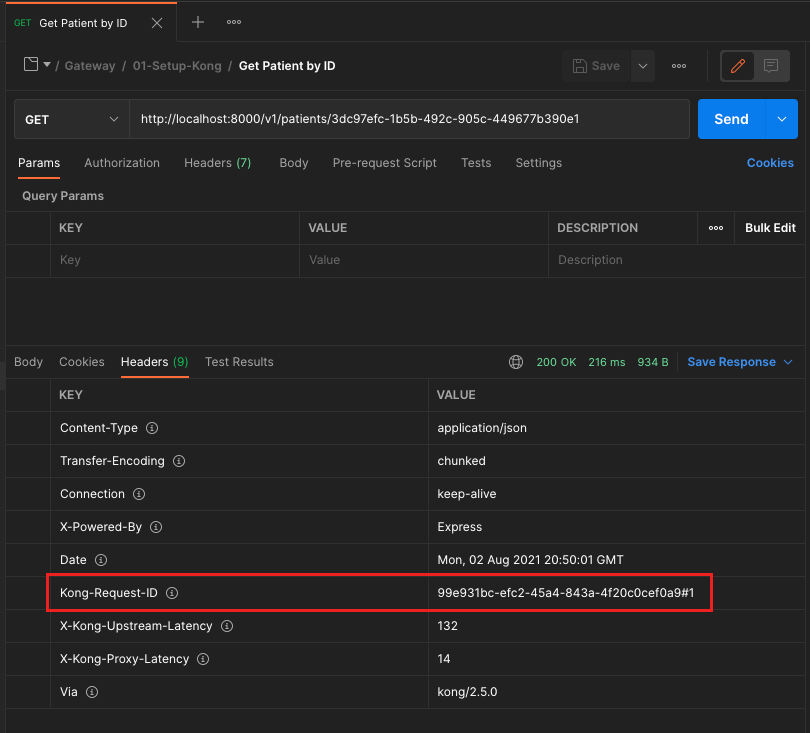 GET Get Patient by ID
/ Gateway / 01-Setup-Kong / Get Patient by ID Save
GET http://localhost:8000/v1/patients/3dc97efc-1b5b-492c-905c-449677b390e1 Send
Params Authorization Headers (7) Body Pre-request Script Tests Settings Cookies
Query Params
KEY VALUE DESCRIPTION Bulk Edit
Key Value Description
Body Cookies Headers (9) Test Results 200 OK 216 ms 934 B Save Response
KEY VALUE
Content-Type application/json
Transfer-Encoding chunked
Connection keep-alive
X-Powered-By Express
Date Mon, 02 Aug 2021 20:50:01 GMT
Kong-Request-ID 99e931bc-efc2-45a4-843a-4f20c0cef0a9#1
X-Kong-Upstream-Latency 132
X-Kong-Proxy-Latency 14
Via kong/2.5.0